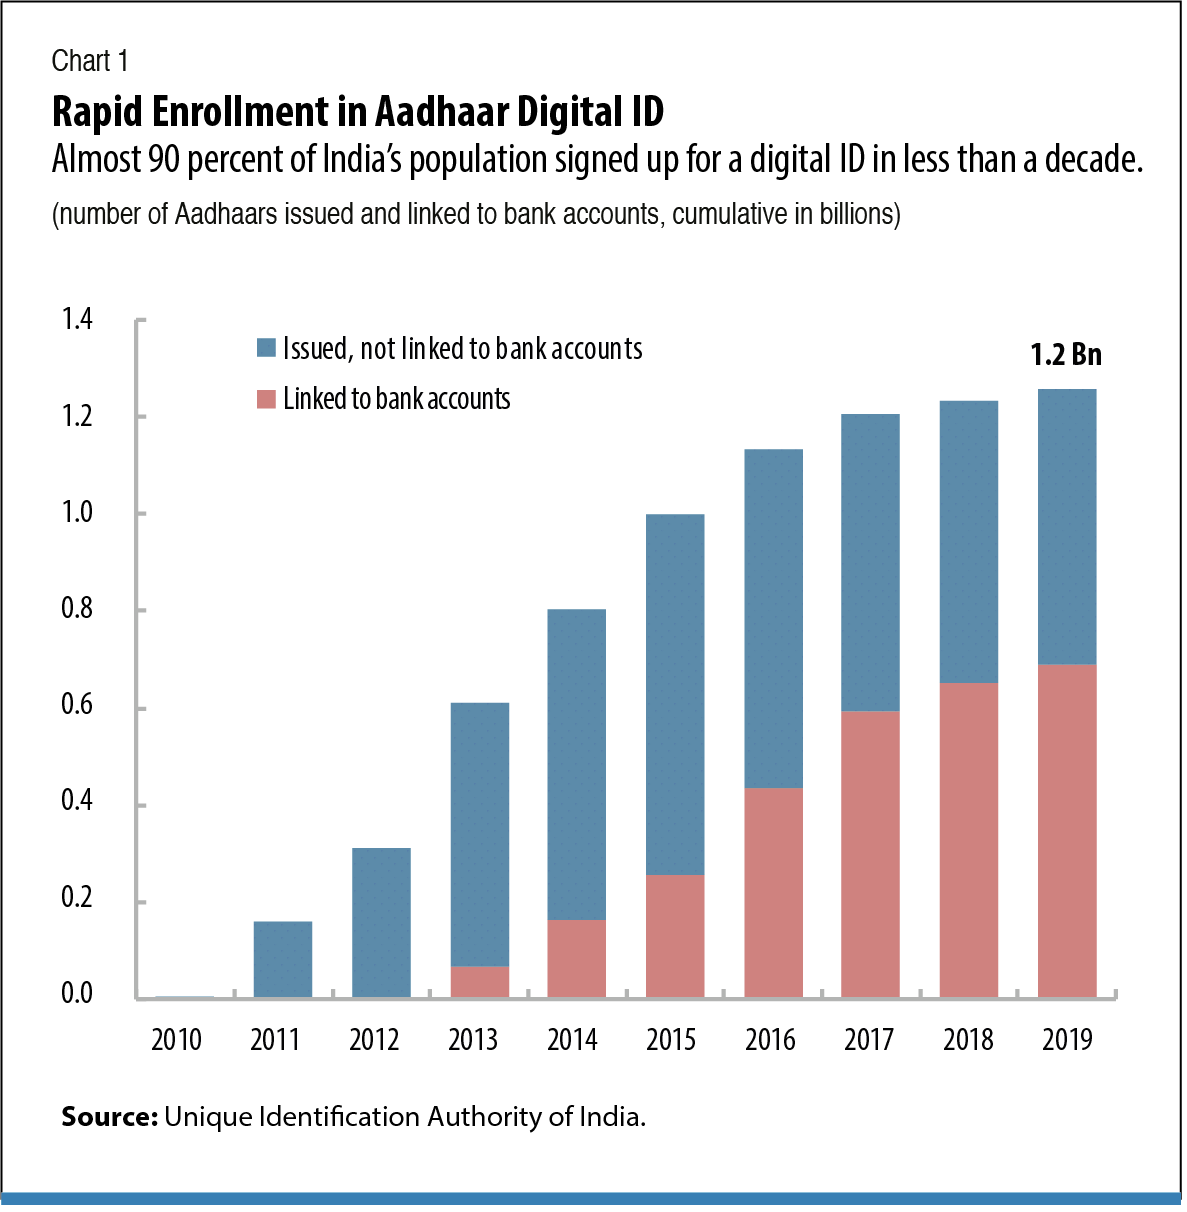 Chart 1
Rapid Enrollment in Aadhaar Digital ID
Almost 90 percent of India’s population signed up for a digital ID in less than a decade.
(number of Aadhaars issued and linked to bank accounts, cumulative in billions)
1.4
Issued, not linked to bank accounts
1.2 Bn
Linked to bank accounts
1.2
1.0
0.8
0.6
0.4
0.2
0.0
2010 2011 2012 2013 2014 2015 2016 2017 2018 2019
Source: Unique Identification Authority of India.